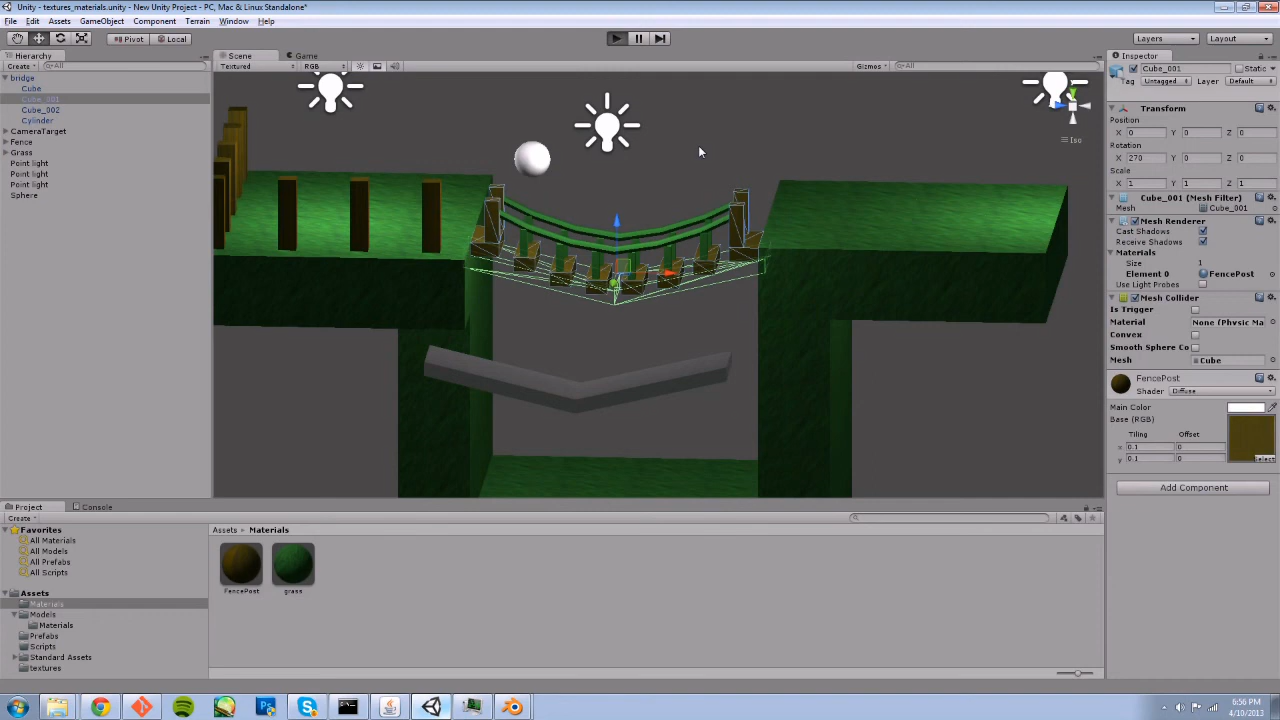 Unity - textures_materials.unity - New Unity Project - PC, Mac & Linux Standalone*
File Edit Assets GameObject Component Terrain Window Help
Pivot Local Layers Layout
Hierarchy
Create All
bridge
Cube
Cube_001
Cube_002
Cylinder
CameraTarget
Fence
Grass
Point light
Point light
Point light
Sphere
Scene Game
Textured RGB Gizmos All
Iso
Inspector
Cube_001 Static
Tag Untagged Layer Default
Transform
Position
X 0 Y 0 Z 0
Rotation
X 270 Y 0 Z 0
Scale
X 1 Y 1 Z 1
Cube_001 (Mesh Filter)
Mesh Cube_001
Mesh Renderer
Cast Shadows
Receive Shadows
Materials
Size 1
Element 0 FencePost
Use Light Probes
Mesh Collider
Is Trigger
Material None (Physic Ma
Convex
Smooth Sphere Co
Mesh Cube
FencePost
Shader Diffuse
Main Color
Base (RGB)
Tiling Offset
x 0.1 0
y 0.1 0
Select
Add Component
Project Console
Create
Favorites
All Materials
All Models
All Prefabs
All Scripts
Assets
Materials
Models
Materials
Prefabs
Scripts
Standard Assets
textures
Assets Materials
FencePost grass
6:56 PM
4/10/2013